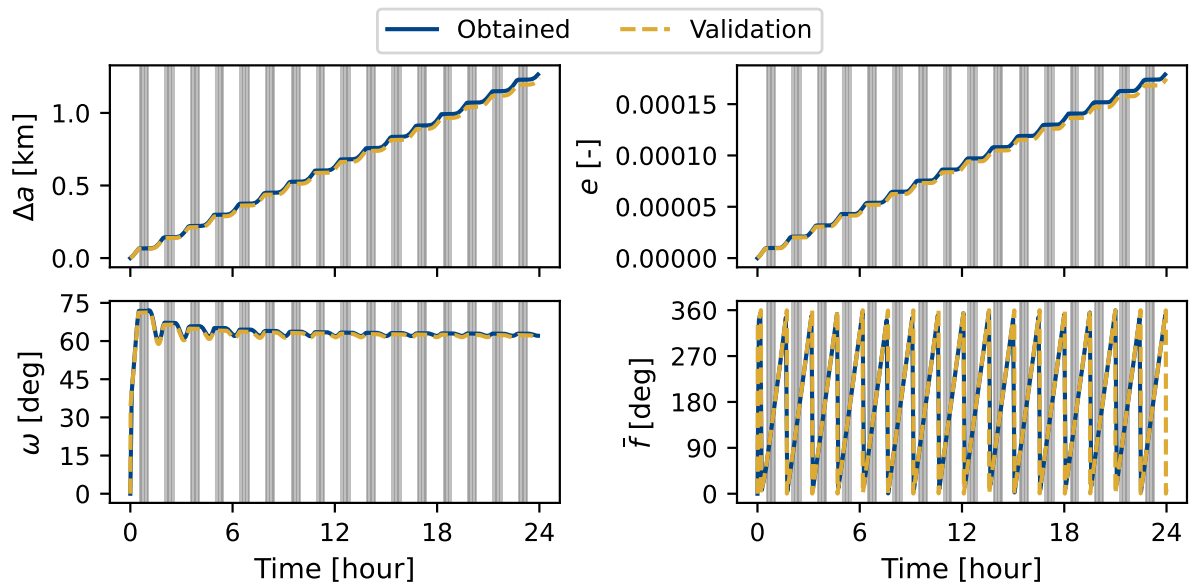 Obtained Validation
Δa [km]
1.0
0.5
0.0
e [-]
0.00015
0.00010
0.00005
0.00000
ω [deg]
75
60
45
30
15
0
0 6 12 18 24
Time [hour]
f̄ [deg]
360
270
180
90
0
0 6 12 18 24
Time [hour]